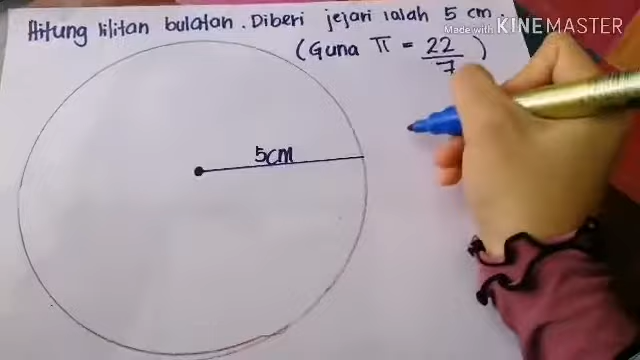 Hitung lilitan bulatan. Diberi jejari ialah 5 cm.
Made with KINEMASTER
(Guna π = 22/7)
5cm